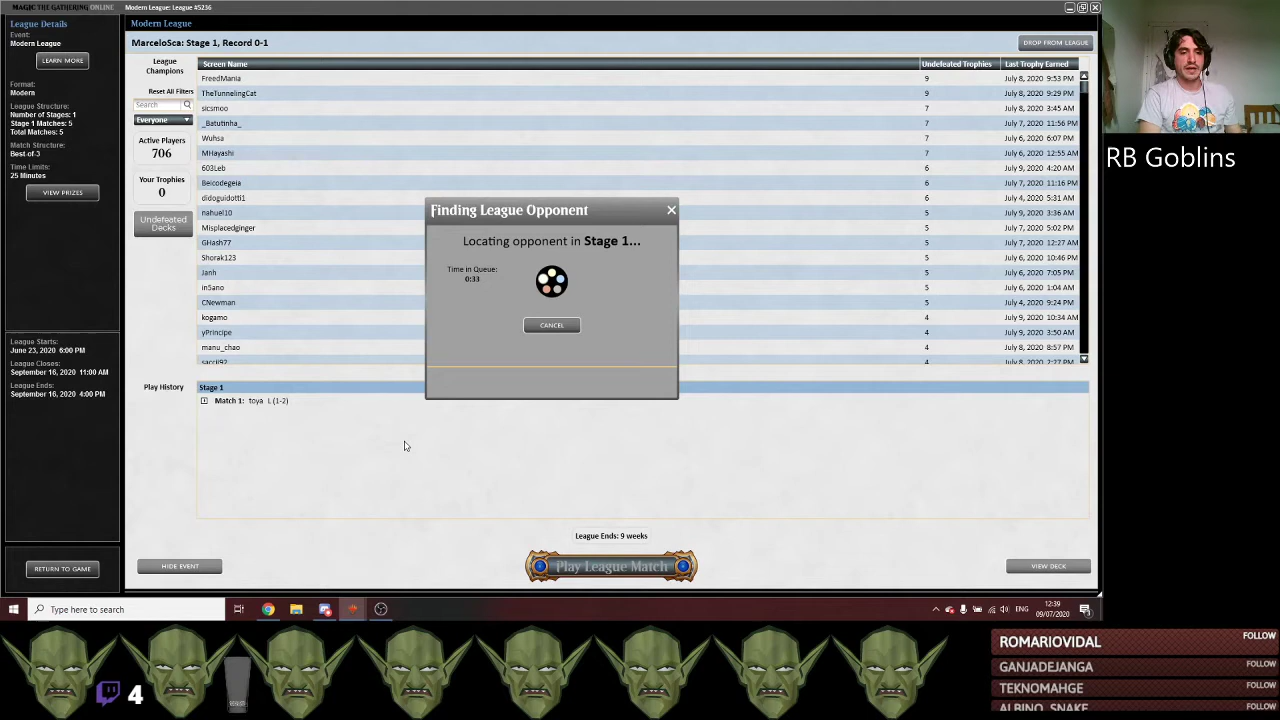 MAGIC THE GATHERING ONLINE
Modern League: League #5236
League Details
Event:
Modern League
LEARN MORE
Format:
Modern
League Structure:
Number of Stages: 1
Stage 1 Matches: 5
Total Matches: 5
Match Structure:
Best-of-3
Time Limits:
25 Minutes
VIEW PRIZES
League Starts:
June 23, 2020 6:00 PM
League Closes:
September 16, 2020 11:00 AM
League Ends:
September 16, 2020 4:00 PM
RETURN TO GAME
Modern League
MarceloSca: Stage 1, Record 0-1
DROP FROM LEAGUE
League Champions
Reset All Filters
Search
Everyone
Active Players
706
Your Trophies
0
Undefeated Decks
Screen Name Undefeated Trophies Last Trophy Earned
FreedMania 9 July 8, 2020 9:53 PM
TheTunnelingCat 9 July 8, 2020 9:29 PM
sicsmoo 7 July 8, 2020 3:45 AM
_Batutinha_ 7 July 7, 2020 11:56 PM
Wuhsa 7 July 6, 2020 6:07 PM
MHayashi 7 July 6, 2020 12:55 AM
603Leb 6 July 9, 2020 4:20 AM
Beicodegeia 6 July 7, 2020 11:16 PM
didoguidotti1 6 July 4, 2020 5:31 AM
nahuel10 5 July 9, 2020 3:36 AM
Misplacedginger 5 July 7, 2020 5:02 PM
GHash77 5 July 7, 2020 12:27 AM
Shorak123 5 July 6, 2020 10:46 PM
Janh 5 July 6, 2020 7:05 PM
in5ano 5 July 6, 2020 1:04 AM
CNewman 5 July 4, 2020 9:24 PM
kogamo 4 July 9, 2020 10:34 AM
yPrincipe 4 July 9, 2020 3:50 AM
manu_chao 4 July 8, 2020 8:57 PM
4 July 8, 2020 2:27 PM
Finding League Opponent
Locating opponent in Stage 1...
Time in Queue:
0:33
CANCEL
Play History
Stage 1
Match 1: toya L (1-2)
League Ends: 9 weeks
HIDE EVENT
Play League Match
VIEW DECK
Type here to search
ENG
12:39
09/07/2020
RB Goblins
4
ROMARIOVIDAL FOLLOW
GANJADEJANGA FOLLOW
TEKNOMAHGE FOLLOW
ALBINO_SNAKE FOLLOW